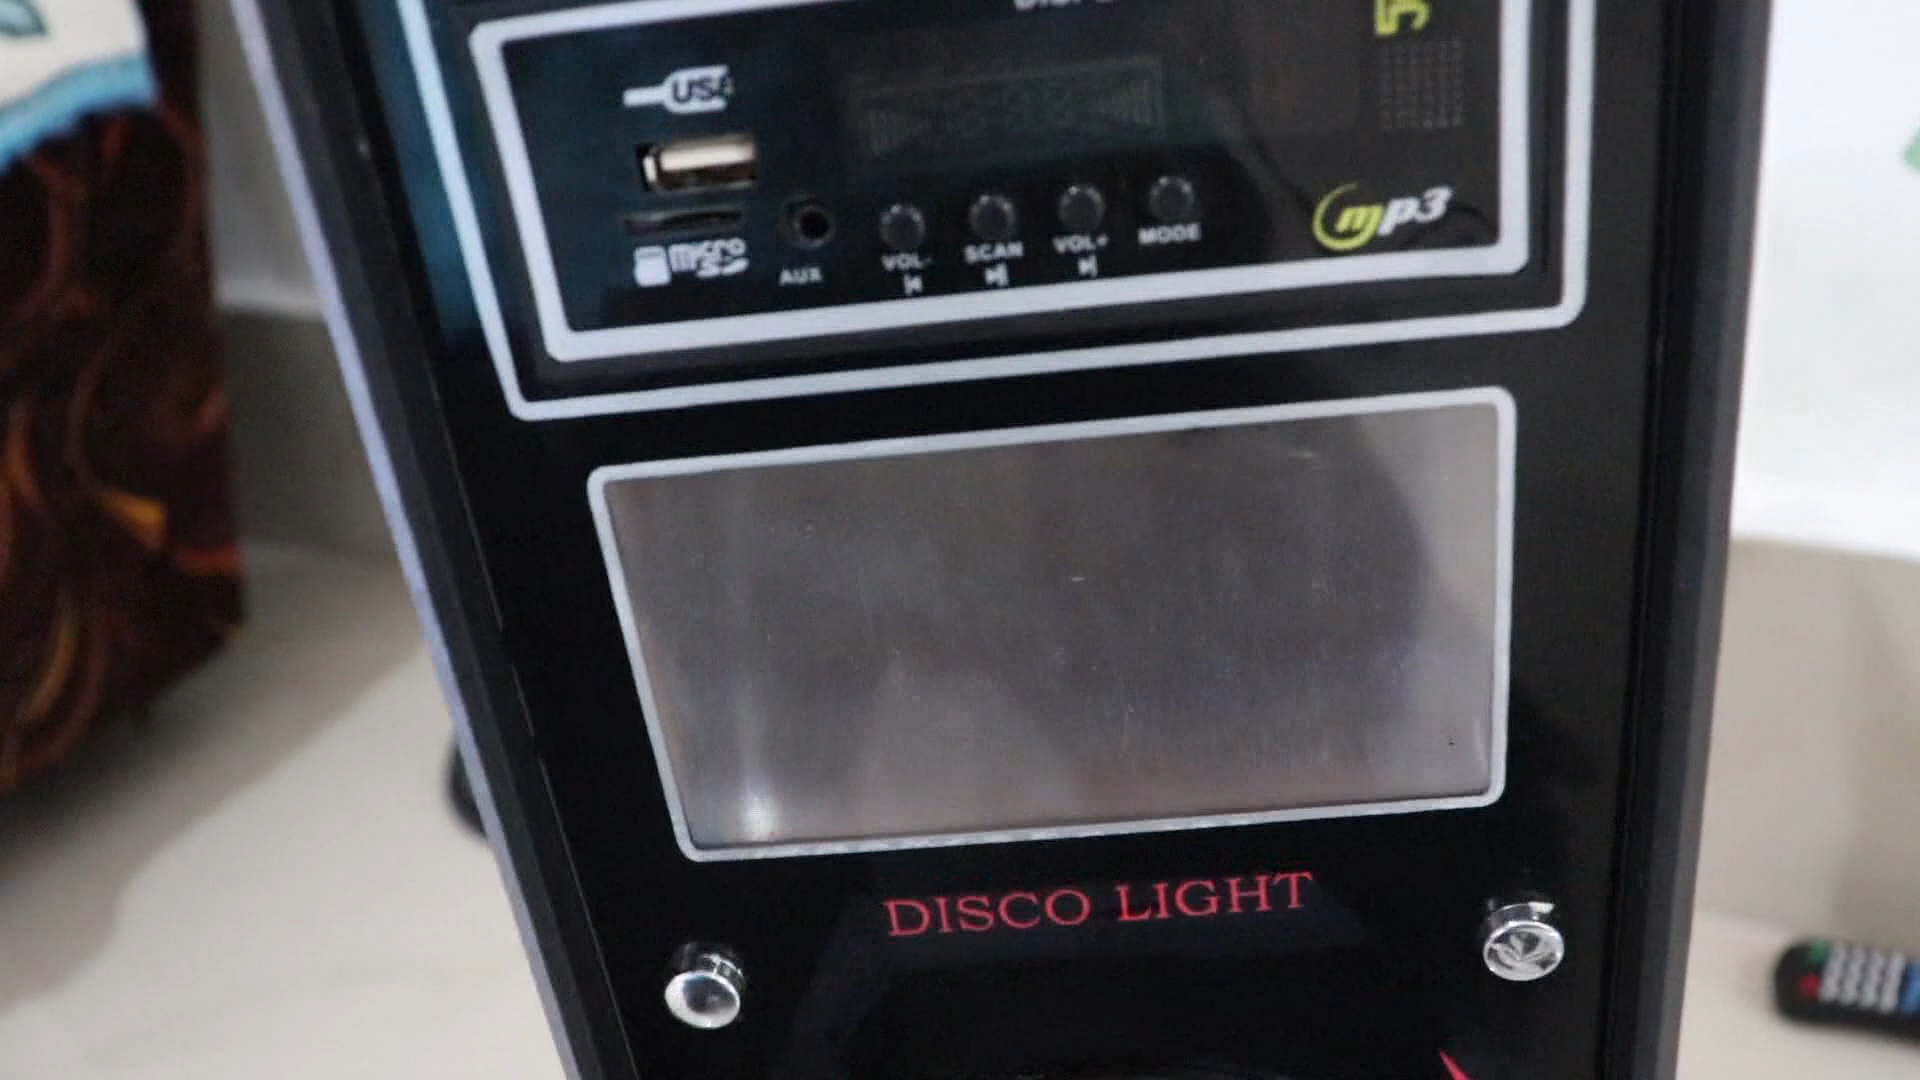 USB
micro
SD
AUX
VOL-
SCAN
VOL+
MODE
mp3
DISCO LIGHT